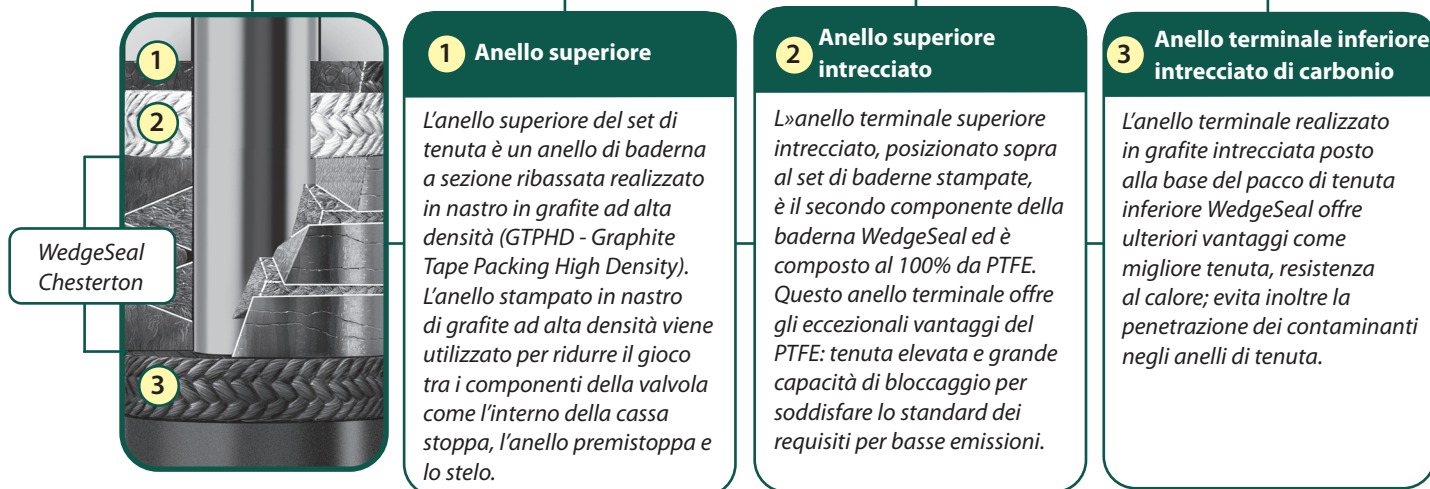 1
2
WedgeSeal
Chesterton
3
1 Anello superiore
L’anello superiore del set di
tenuta è un anello di baderna
a sezione ribassata realizzato
in nastro in grafite ad alta
densità (GTPHD - Graphite
Tape Packing High Density).
L’anello stampato in nastro
di grafite ad alta densità viene
utilizzato per ridurre il gioco
tra i componenti della valvola
come l’interno della cassa
stoppa, l’anello premistoppa e
lo stelo.
2 Anello superiore
intrecciato
L»anello terminale superiore
intrecciato, posizionato sopra
al set di baderne stampate,
è il secondo componente della
baderna WedgeSeal ed è
composto al 100% da PTFE.
Questo anello terminale offre
gli eccezionali vantaggi del
PTFE: tenuta elevata e grande
capacità di bloccaggio per
soddisfare lo standard dei
requisiti per basse emissioni.
3 Anello terminale inferiore
intrecciato di carbonio
L’anello terminale realizzato
in grafite intrecciata posto
alla base del pacco di tenuta
inferiore WedgeSeal offre
ulteriori vantaggi come
migliore tenuta, resistenza
al calore; evita inoltre la
penetrazione dei contaminanti
negli anelli di tenuta.